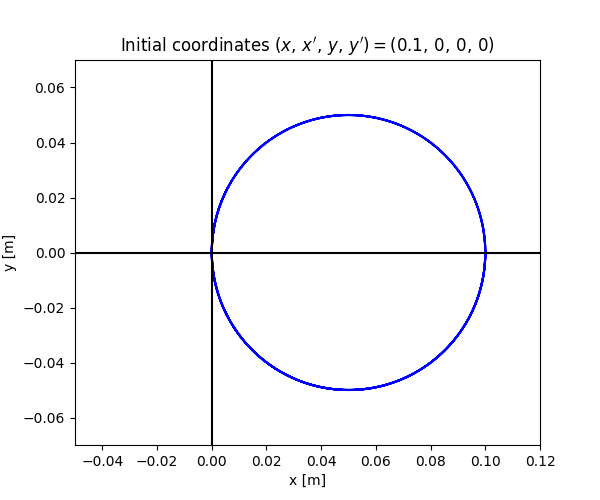 Initial coordinates (x, x′, y, y′) = (0.1, 0, 0, 0)
0.06
0.04
0.02
0.00
−0.02
−0.04
−0.06
y [m]
−0.04 −0.02 0.00 0.02 0.04 0.06 0.08 0.10 0.12
x [m]